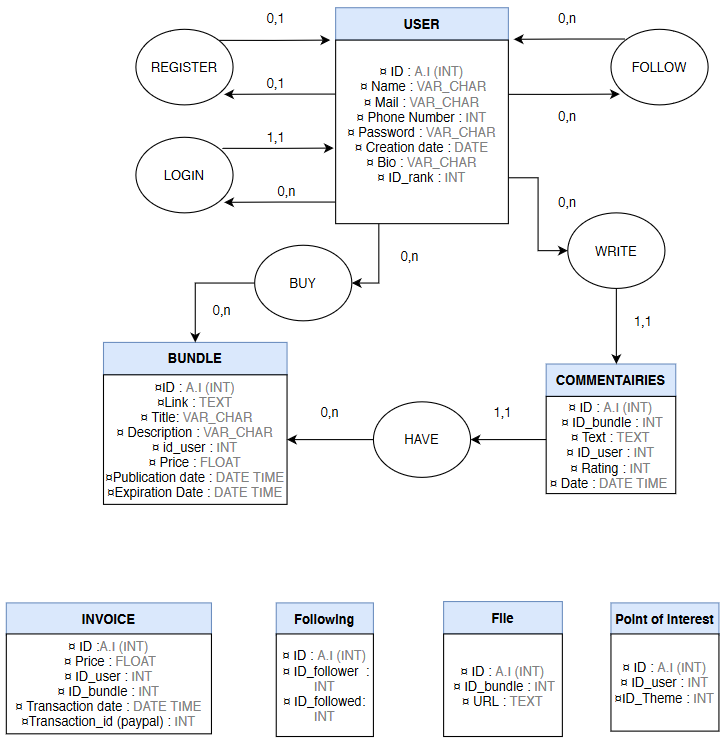 0,1
USER
0,n
REGISTER
FOLLOW
¤ ID : A.I (INT)
¤ Name : VAR_CHAR
¤ Mail : VAR_CHAR
¤ Phone Number : INT
¤ Password : VAR_CHAR
¤ Creation date : DATE
¤ Bio : VAR_CHAR
¤ ID_rank : INT
0,1
0,n
1,1
LOGIN
0,n
0,n
WRITE
0,n
BUY
0,n
1,1
BUNDLE
¤ID : A.I (INT)
¤Link : TEXT
¤ Title: VAR_CHAR
¤ Description : VAR_CHAR
¤ id_user : INT
¤ Price : FLOAT
¤Publication date : DATE TIME
¤Expiration Date : DATE TIME
0,n
HAVE
1,1
COMMENTAIRIES
¤ ID : A.I (INT)
¤ ID_bundle : INT
¤ Text : TEXT
¤ ID_user : INT
¤ Rating : INT
¤ Date : DATE TIME
INVOICE
¤ ID :A.I (INT)
¤ Price : FLOAT
¤ ID_user : INT
¤ ID_bundle : INT
¤ Transaction date : DATE TIME
¤Transaction_id (paypal) : INT
Following
¤ ID : A.I (INT)
¤ ID_follower :
INT
¤ ID_followed:
INT
File
¤ ID : A.I (INT)
¤ ID_bundle : INT
¤ URL : TEXT
Point of interest
¤ ID : A.I (INT)
¤ ID_user : INT
¤ID_Theme : INT